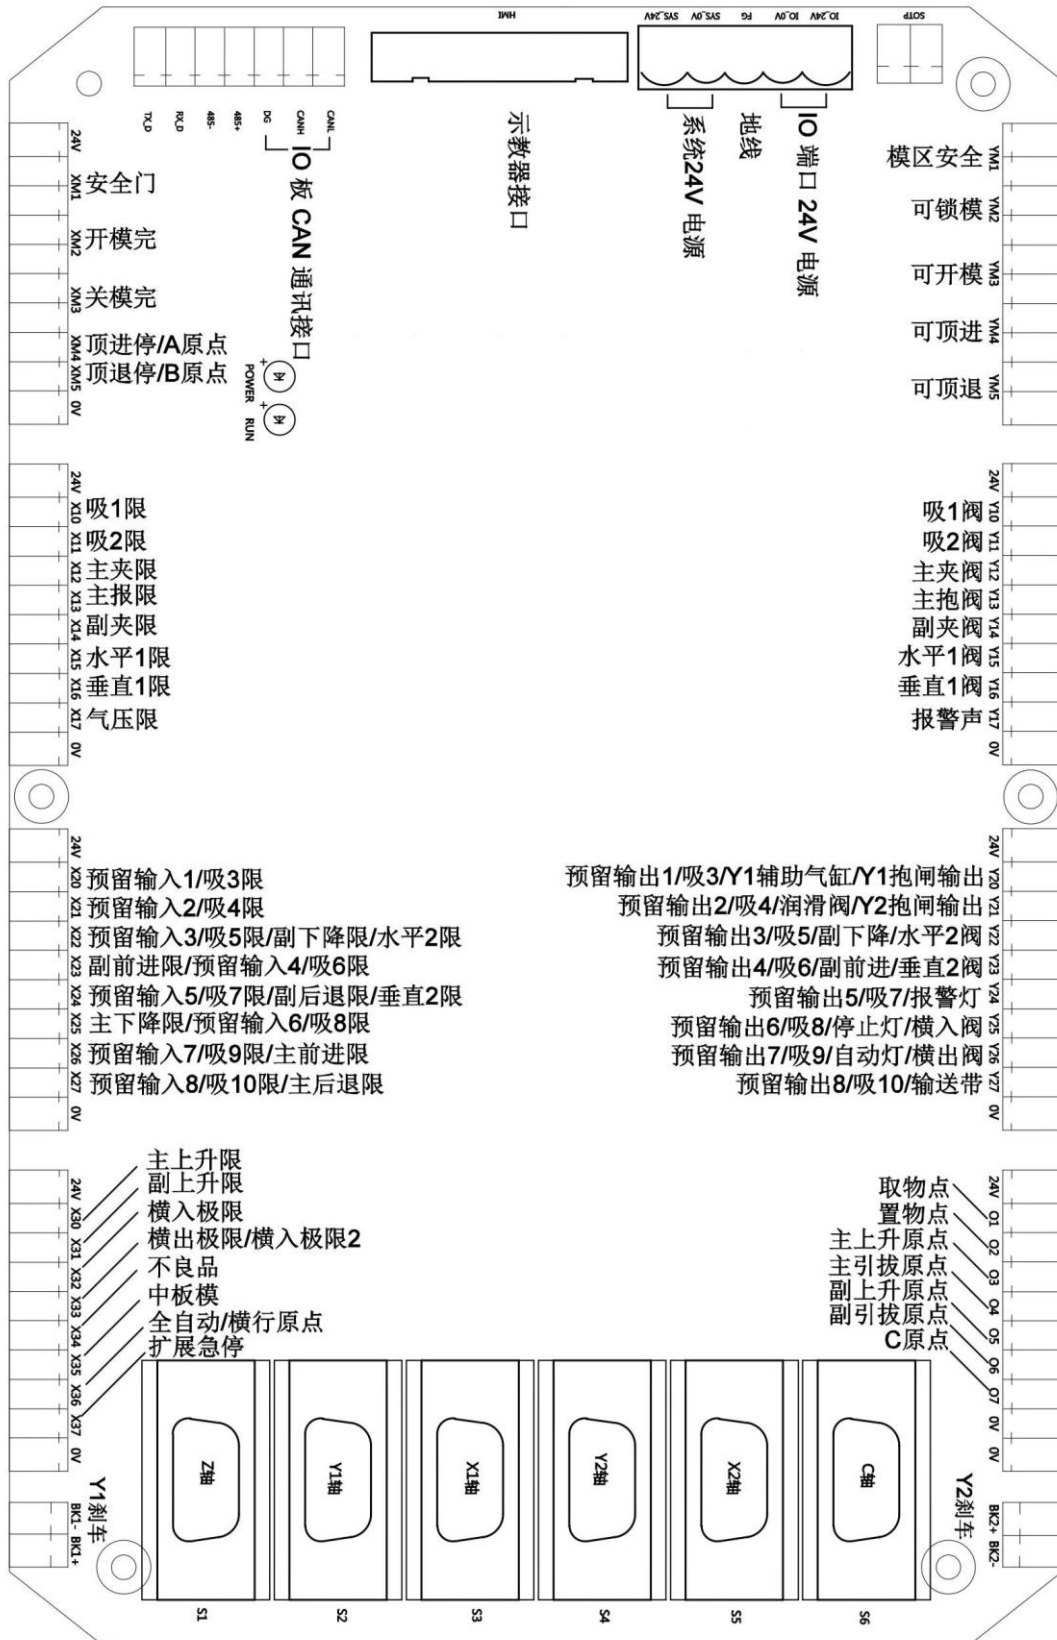 HMI
SYS_24V
SYS_0V
FG
IO_0V
IO_24V
SOTP
TX_D
RX_D
485-
485+
DG
CANH
CANL
IO 板 CAN 通讯接口
示教器接口
系统24V 电源
地线
IO 端口 24V 电源
24V
XM1 安全门
XM2 开模完
XM3 关模完
XM4 顶进停/A原点
XM5 顶退停/B原点
0V
POWER
RUN
模区安全 YM1
可锁模 YM2
可开模 YM3
可顶进 YM4
可顶退 YM5
24V
X10 吸1限
X11 吸2限
X12 主夹限
X13 主报限
X14 副夹限
X15 水平1限
X16 垂直1限
X17 气压限
0V
24V
吸1阀 Y10
吸2阀 Y11
主夹阀 Y12
主抱阀 Y13
副夹阀 Y14
水平1阀 Y15
垂直1阀 Y16
报警声 Y17
0V
24V
X20 预留输入1/吸3限
X21 预留输入2/吸4限
X22 预留输入3/吸5限/副下降限/水平2限
X23 副前进限/预留输入4/吸6限
X24 预留输入5/吸7限/副后退限/垂直2限
X25 主下降限/预留输入6/吸8限
X26 预留输入7/吸9限/主前进限
X27 预留输入8/吸10限/主后退限
0V
24V
预留输出1/吸3/Y1辅助气缸/Y1抱闸输出 Y20
预留输出2/吸4/润滑阀/Y2抱闸输出 Y21
预留输出3/吸5/副下降/水平2阀 Y22
预留输出4/吸6/副前进/垂直2阀 Y23
预留输出5/吸7/报警灯 Y24
预留输出6/吸8/停止灯/横入阀 Y25
预留输出7/吸9/自动灯/横出阀 Y26
预留输出8/吸10/输送带 Y27
0V
24V
X30 主上升限
X31 副上升限
X32 横入极限
X33 横出极限/横入极限2
X34 不良品
X35 中板模
X36 全自动/横行原点
X37 扩展急停
0V
24V
取物点 O1
置物点 O2
主上升原点 O3
主引拔原点 O4
副上升原点 O5
副引拔原点 O6
C原点 O7
0V
0V
Y1刹车
BK1- BK1+
Z轴
Y1轴
X1轴
Y2轴
X2轴
C轴
Y2刹车
BK2+ BK2-
S1
S2
S3
S4
S5
S6